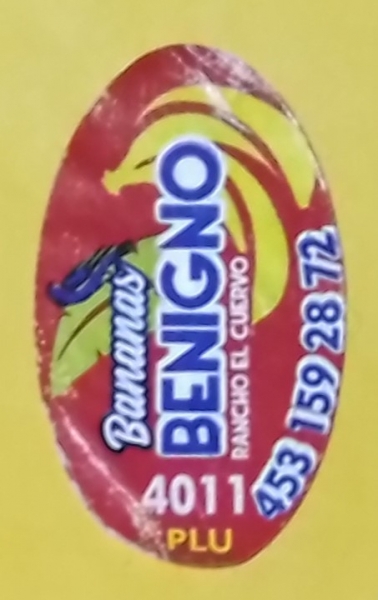 Bananas
BENIGNO
RANCHO EL CUERVO
453 159 28 72
4011
PLU